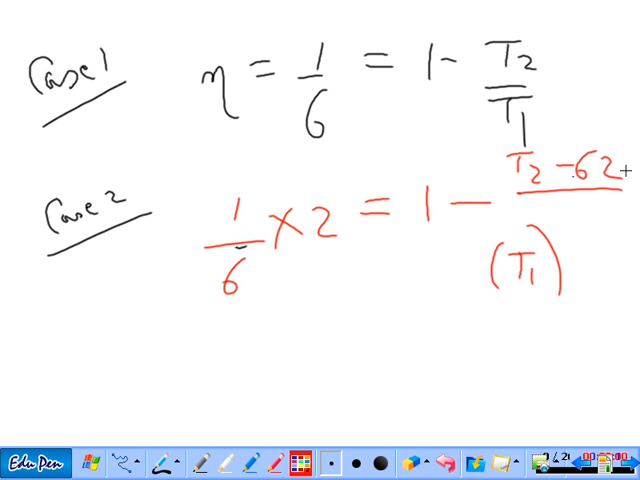 Case 1 η = 1/6 = 1 - T2/T1
Case 2 1/6 × 2 = 1 - T2 - 62/(T1)
Edu Pen